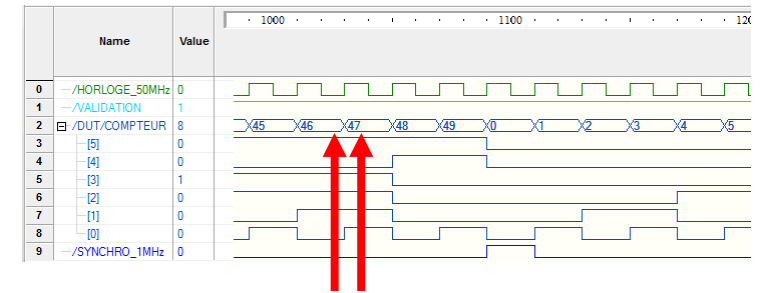 Name Value 1000 1100 120
0 /HORLOGE_50MHz 0
1 /VALIDATION 1
2 /DUT/COMPTEUR 8 45 46 47 48 49 0 1 2 3 4 5
3 [5] 0
4 [4] 0
5 [3] 1
6 [2] 0
7 [1] 0
8 [0] 0
9 /SYNCHRO_1MHz 0